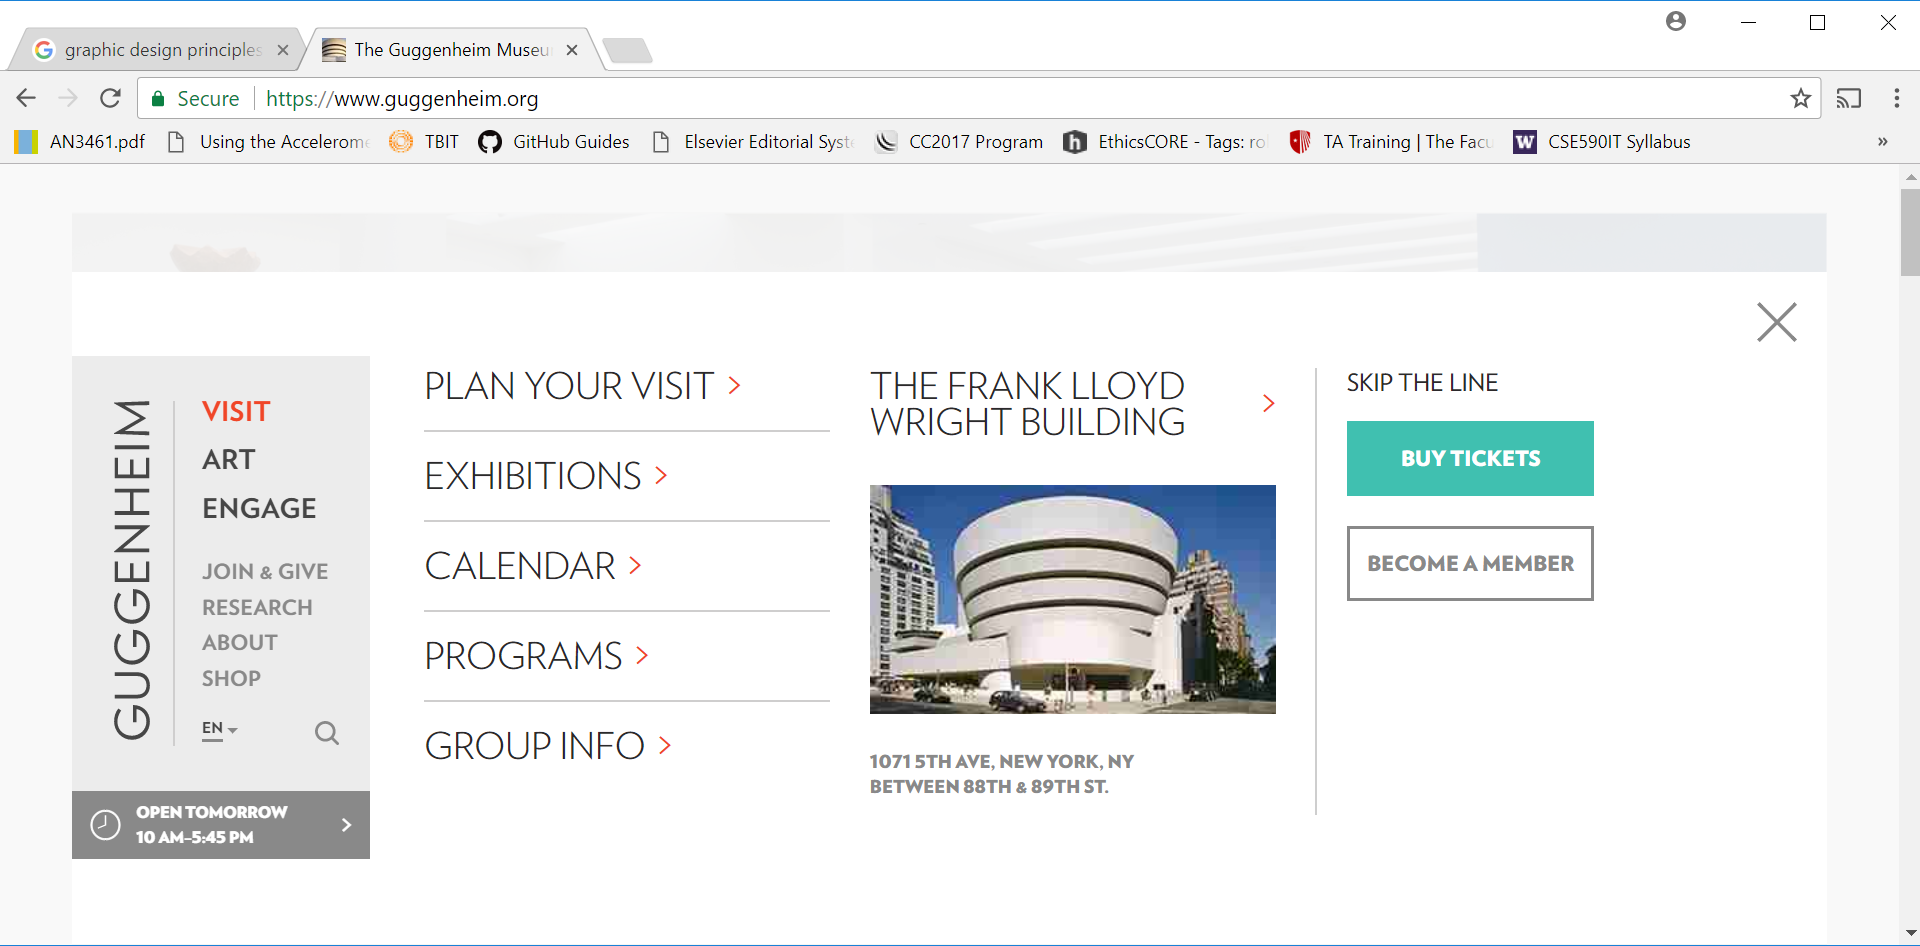 graphic design principles
The Guggenheim Museu
Secure
https://www.guggenheim.org
AN3461.pdf
Using the Accelerome
TBIT
GitHub Guides
Elsevier Editorial Syst
CC2017 Program
EthicsCORE - Tags: ro
TA Training | The Facu
CSE590IT Syllabus
»
GUGGENHEIM
VISIT
ART
ENGAGE
JOIN & GIVE
RESEARCH
ABOUT
SHOP
EN
OPEN TOMORROW
10 AM–5:45 PM
PLAN YOUR VISIT
EXHIBITIONS
CALENDAR
PROGRAMS
GROUP INFO
THE FRANK LLOYD
WRIGHT BUILDING
1071 5TH AVE, NEW YORK, NY
BETWEEN 88TH & 89TH ST.
SKIP THE LINE
BUY TICKETS
BECOME A MEMBER